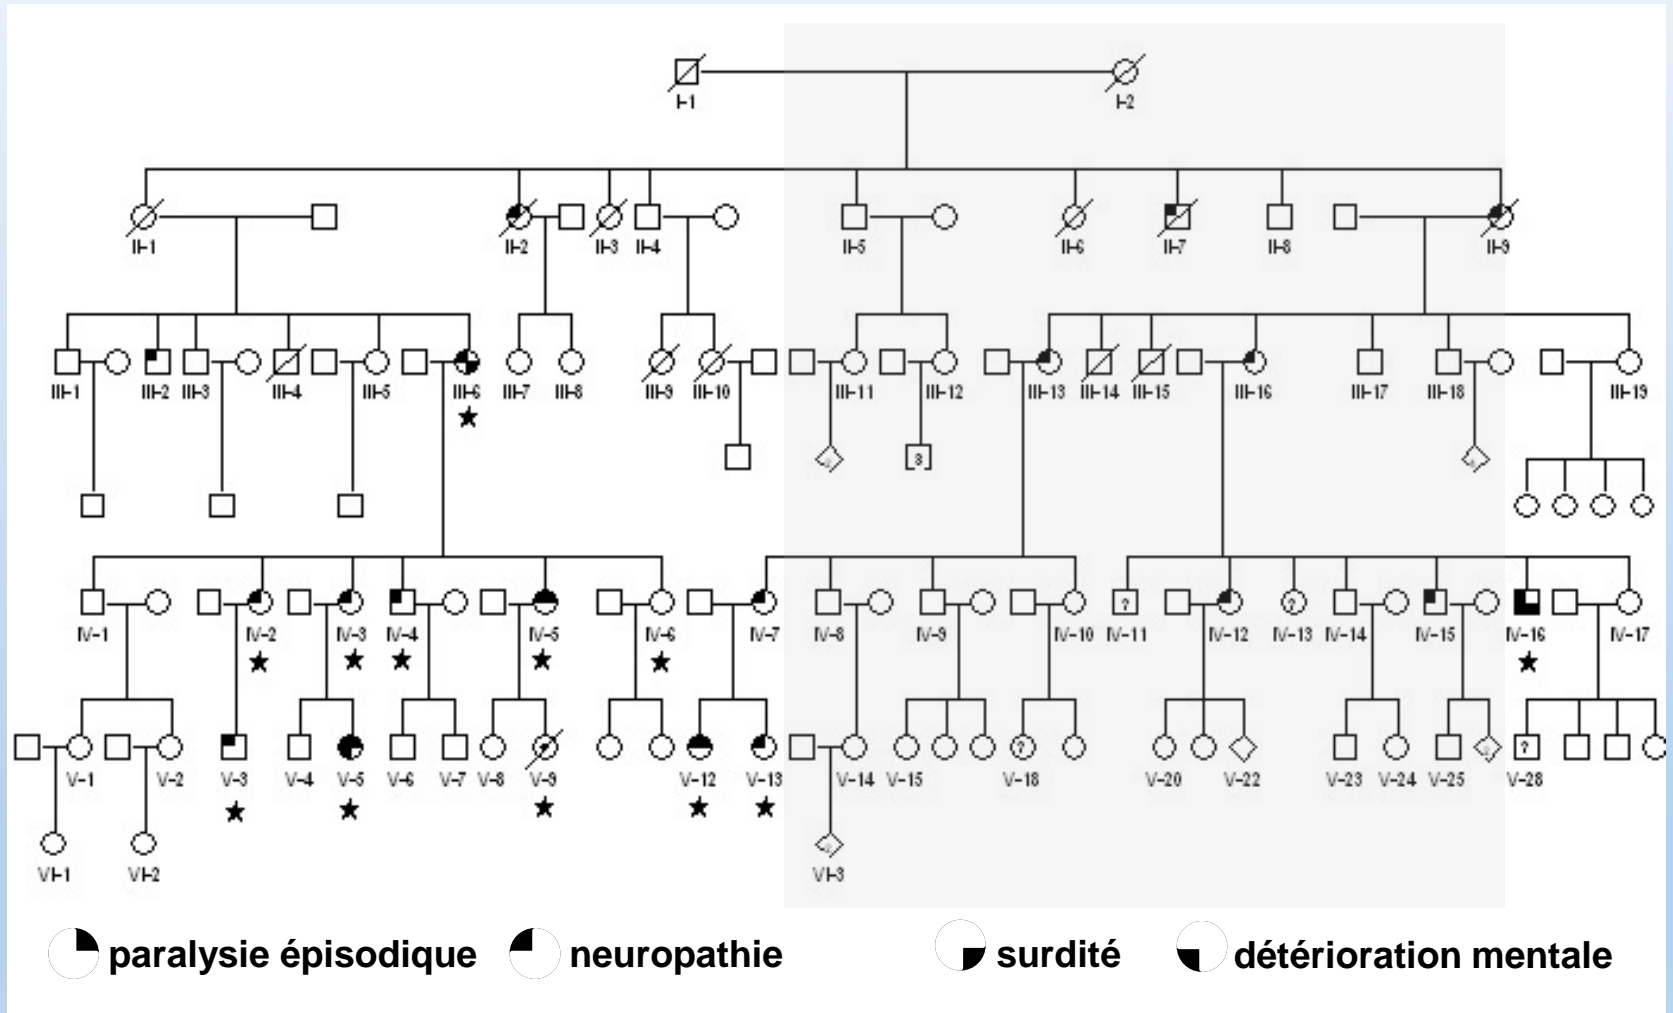 I-1 I-2
II-1 II-2 II-3 II-4 II-5 II-6 II-7 II-8 II-9
III-1 III-2 III-3 III-4 III-5 III-6 III-7 III-8 III-9 III-10 III-11 III-12 III-13 III-14 III-15 III-16 III-17 III-18 III-19
3
? ?
IV-1 IV-2 IV-3 IV-4 IV-5 IV-6 IV-7 IV-8 IV-9 IV-10 IV-11 IV-12 IV-13 IV-14 IV-15 IV-16 IV-17
? ?
V-1 V-2 V-3 V-4 V-5 V-6 V-7 V-8 V-9 V-12 V-13 V-14 V-15 V-18 V-20 V-22 V-23 V-24 V-25 V-28
VI-1 VI-2 VI-3
paralysie épisodique neuropathie surdité détérioration mentale